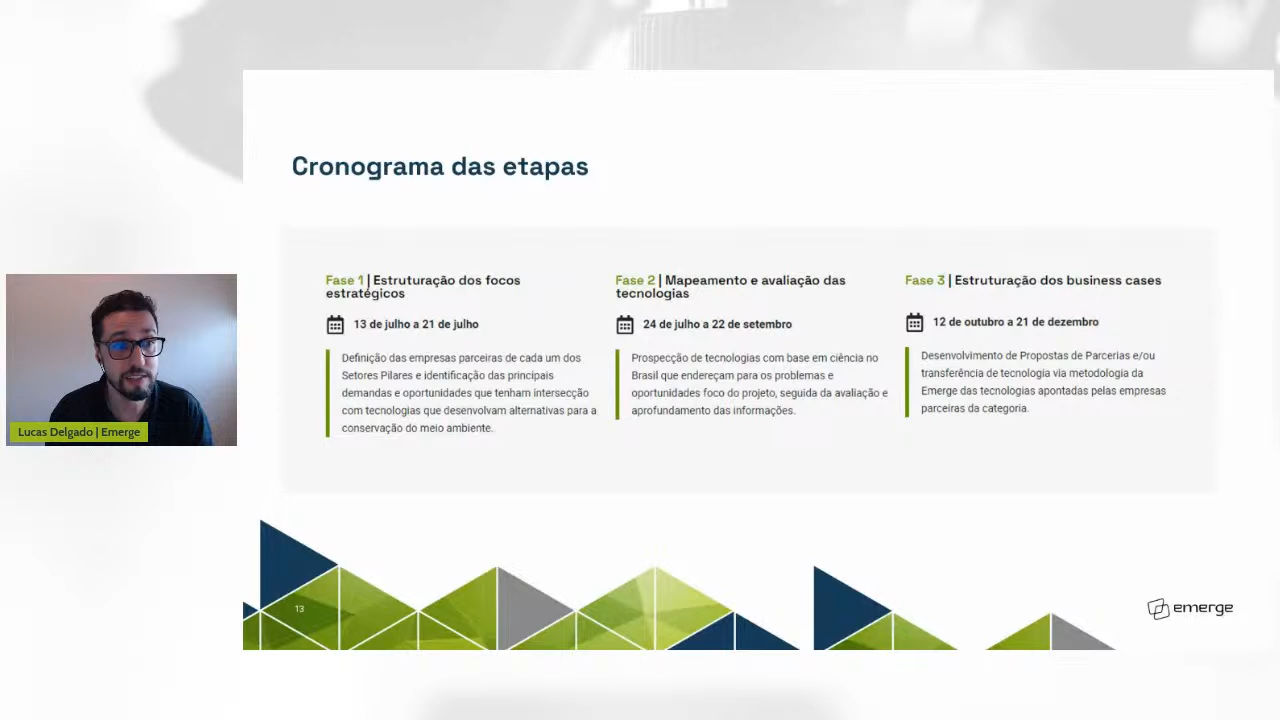 Cronograma das etapas
Fase 1 | Estruturação dos focos
estratégicos
13 de julho a 21 de julho
Definição das empresas parceiras de cada um dos
Setores Pilares e identificação das principais
demandas e oportunidades que tenham intersecção
com tecnologias que desenvolvam alternativas para a
conservação do meio ambiente.
Fase 2 | Mapeamento e avaliação das
tecnologias
24 de julho a 22 de setembro
Prospecção de tecnologias com base em ciência no
Brasil que endereçam para os problemas e
oportunidades foco do projeto, seguida da avaliação e
aprofundamento das informações.
Fase 3 | Estruturação dos business cases
12 de outubro a 21 de dezembro
Desenvolvimento de Propostas de Parcerias e/ou
transferência de tecnologia via metodologia da
Emerge das tecnologias apontadas pelas empresas
parceiras da categoria.
Lucas Delgado | Emerge
13
emerge